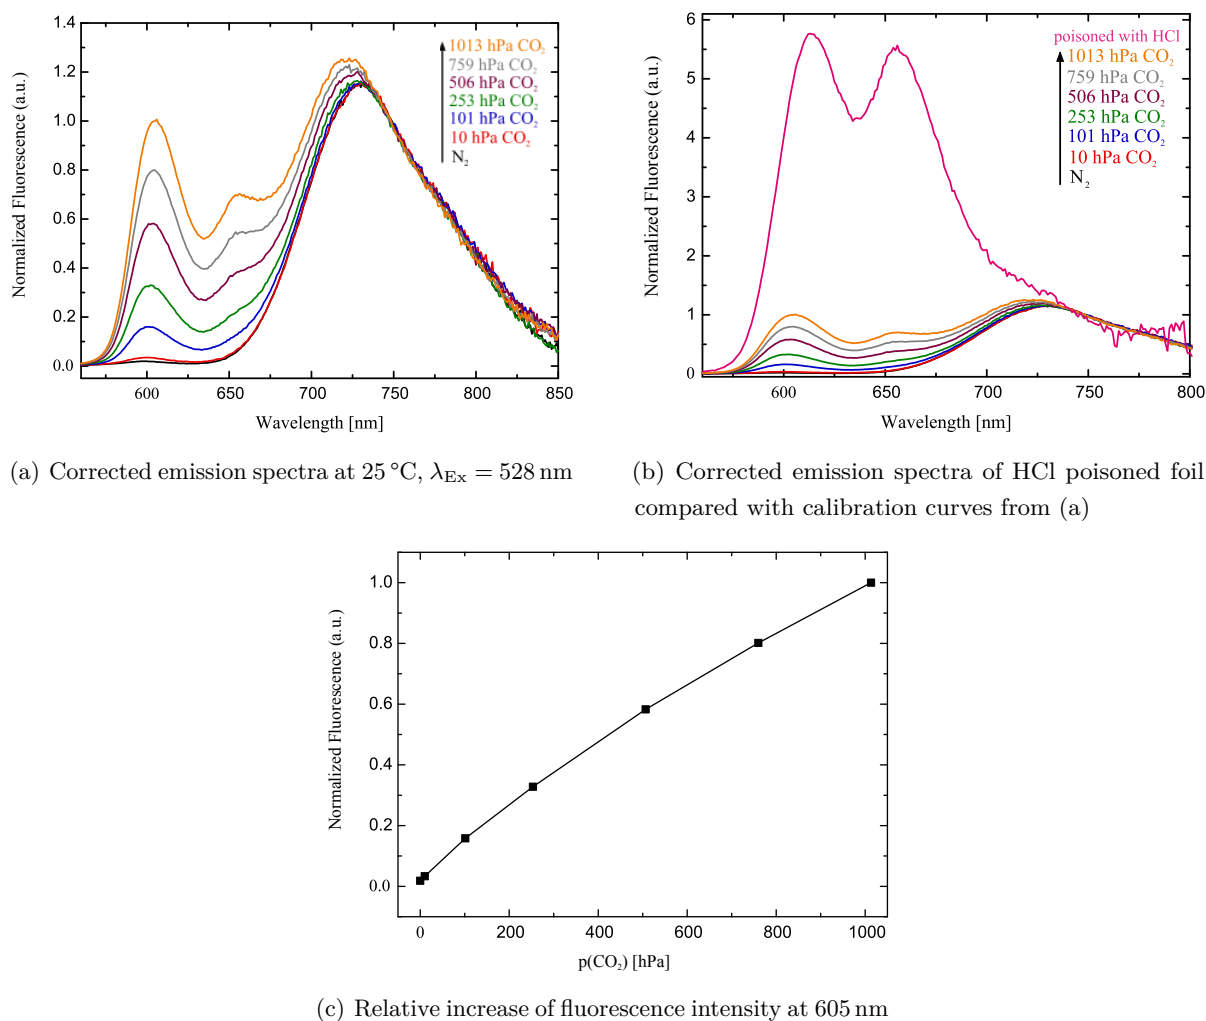 1.4
1.2
1.0
0.8
0.6
0.4
0.2
0.0
Normalized Fluorescence (a.u.)
1013 hPa CO₂
759 hPa CO₂
506 hPa CO₂
253 hPa CO₂
101 hPa CO₂
10 hPa CO₂
N₂
600 650 700 750 800 850
Wavelength [nm]
(a) Corrected emission spectra at 25 °C, λEx = 528 nm
6
5
4
3
2
1
0
Normalized Fluorescence (a.u.)
poisoned with HCl
1013 hPa CO₂
759 hPa CO₂
506 hPa CO₂
253 hPa CO₂
101 hPa CO₂
10 hPa CO₂
N₂
600 650 700 750 800
Wavelength [nm]
(b) Corrected emission spectra of HCl poisoned foil
compared with calibration curves from (a)
1.0
0.8
0.6
0.4
0.2
0.0
Normalized Fluorescence (a.u.)
0 200 400 600 800 1000
p(CO₂) [hPa]
(c) Relative increase of fluorescence intensity at 605 nm